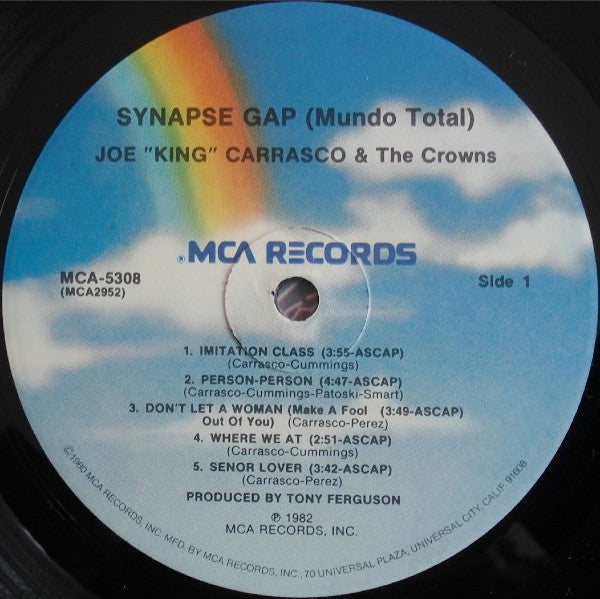 SYNAPSE GAP (Mundo Total)
JOE "KING" CARRASCO & The Crowns
MCA RECORDS
MCA-5308
(MCA2952)
Side 1
1. IMITATION CLASS (3:55-ASCAP)
(Carrasco-Cummings)
2. PERSON-PERSON (4:47-ASCAP)
(Carrasco-Cummings-Patoski-Smart)
3. DON'T LET A WOMAN (Make A Fool (3:49-ASCAP)
Out Of You) (Carrasco-Perez)
4. WHERE WE AT (2:51-ASCAP)
(Carrasco-Cummings)
5. SENOR LOVER (3:42-ASCAP)
(Carrasco-Perez)
PRODUCED BY TONY FERGUSON
℗ 1982
MCA RECORDS, INC.
©1980 MCA RECORDS, INC. MFD. BY MCA RECORDS, INC., 70 UNIVERSAL PLAZA, UNIVERSAL CITY, CALIF. 91608